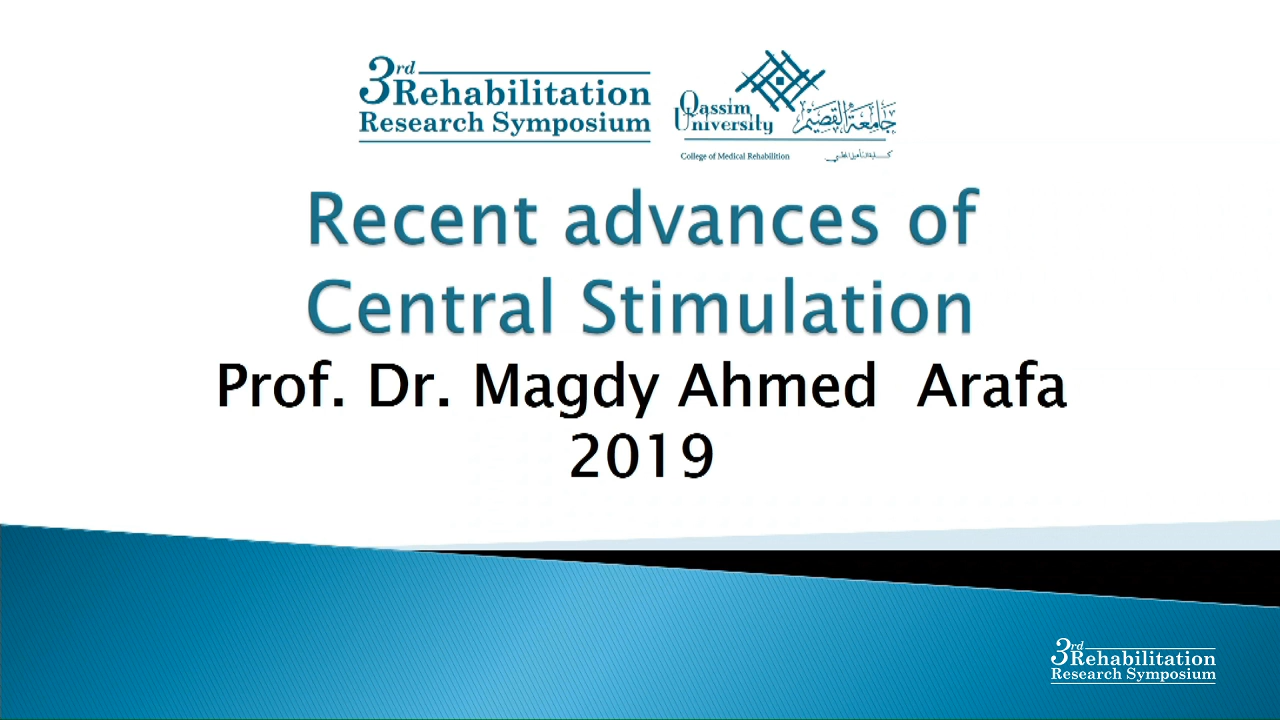 3rd Rehabilitation
Research Symposium
Qassim
University
جامعة القصيم
College of Medical Rehabilition
Recent advances of
Central Stimulation
Prof. Dr. Magdy Ahmed Arafa
2019
3rd Rehabilitation
Research Symposium